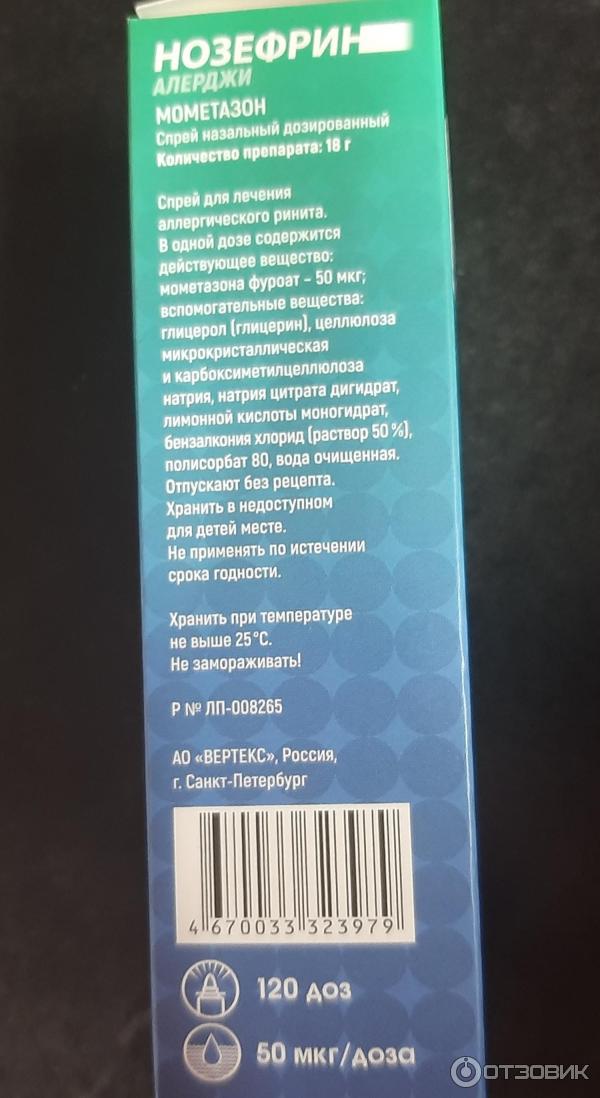 НОЗЕФРИН
АЛЕРДЖИ
МОМЕТАЗОН
Спрей назальный дозированный
Количество препарата: 18 г
Спрей для лечения
аллергического ринита.
В одной дозе содержится
действующее вещество:
мометазона фуроат – 50 мкг;
вспомогательные вещества:
глицерол (глицерин), целлюлоза
микрокристаллическая
и карбоксиметилцеллюлоза
натрия, натрия цитрата дигидрат,
лимонной кислоты моногидрат,
бензалкония хлорид (раствор 50 %),
полисорбат 80, вода очищенная.
Отпускают без рецепта.
Хранить в недоступном
для детей месте.
Не применять по истечении
срока годности.
Хранить при температуре
не выше 25°С.
Не замораживать!
Р № ЛП-008265
АО «ВЕРТЕКС», Россия,
г. Санкт-Петербург
4 670033 323979
120 доз
50 мкг/доза
ОТЗОВИК